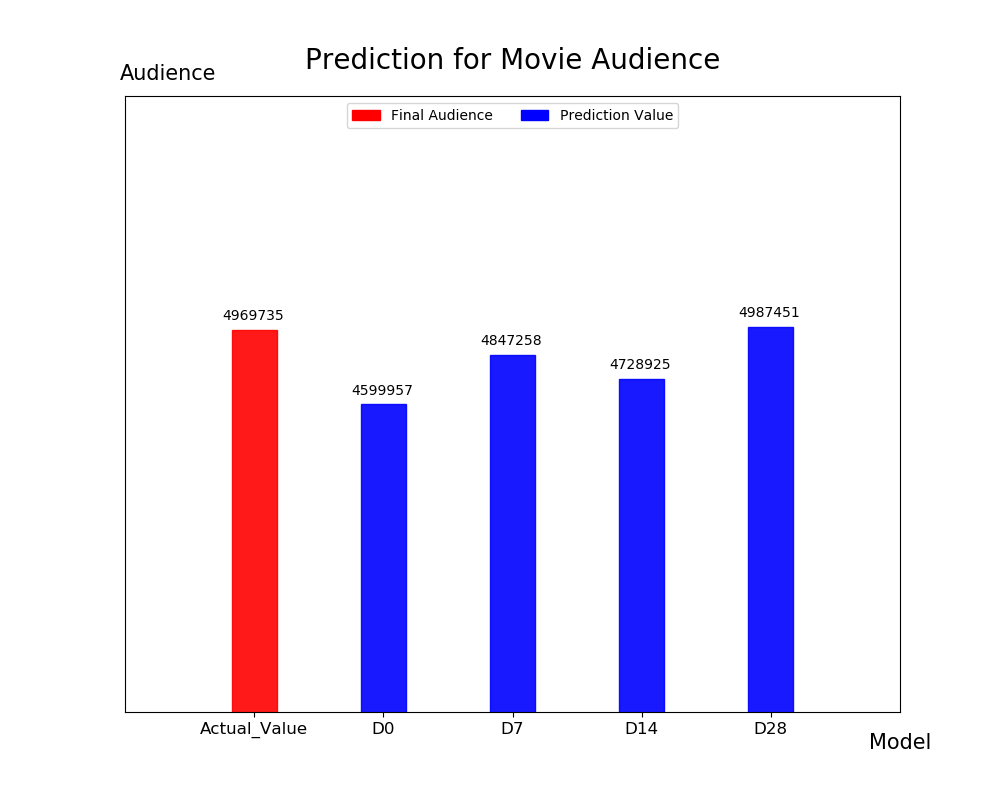 Prediction for Movie Audience
Audience
Final Audience Prediction Value
4969735
4599957
4847258
4728925
4987451
Actual_Value D0 D7 D14 D28
Model